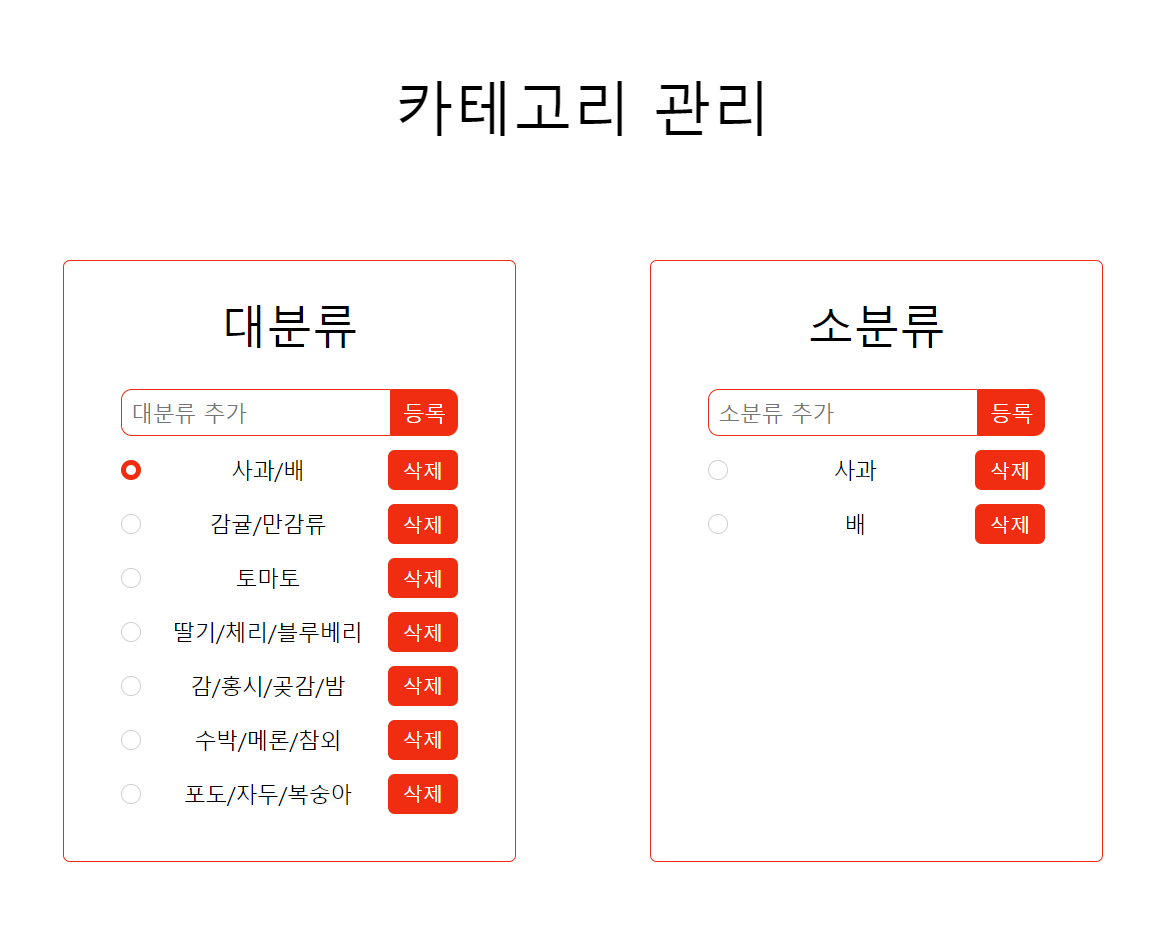 카테고리 관리
대분류
대분류 추가 등록
사과/배 삭제
감귤/만감류 삭제
토마토 삭제
딸기/체리/블루베리 삭제
감/홍시/곶감/밤 삭제
수박/메론/참외 삭제
포도/자두/복숭아 삭제
소분류
소분류 추가 등록
사과 삭제
배 삭제